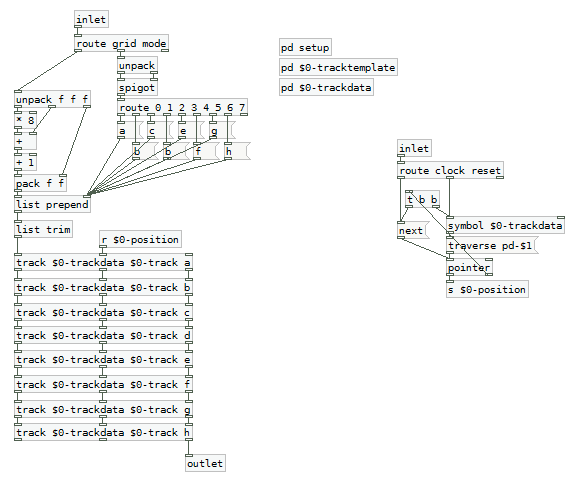 inlet
route grid mode
unpack
spigot
unpack f f f
route 0 1 2 3 4 5 6 7
* 8
+
+ 1
a
c
e
g
b
b
f
h
pack f f
list prepend
list trim
r $0-position
track $0-trackdata $0-track a
track $0-trackdata $0-track b
track $0-trackdata $0-track c
track $0-trackdata $0-track d
track $0-trackdata $0-track e
track $0-trackdata $0-track f
track $0-trackdata $0-track g
track $0-trackdata $0-track h
outlet
pd setup
pd $0-tracktemplate
pd $0-trackdata
inlet
route clock reset
t b b
next
symbol $0-trackdata
traverse pd-$1
pointer
s $0-position